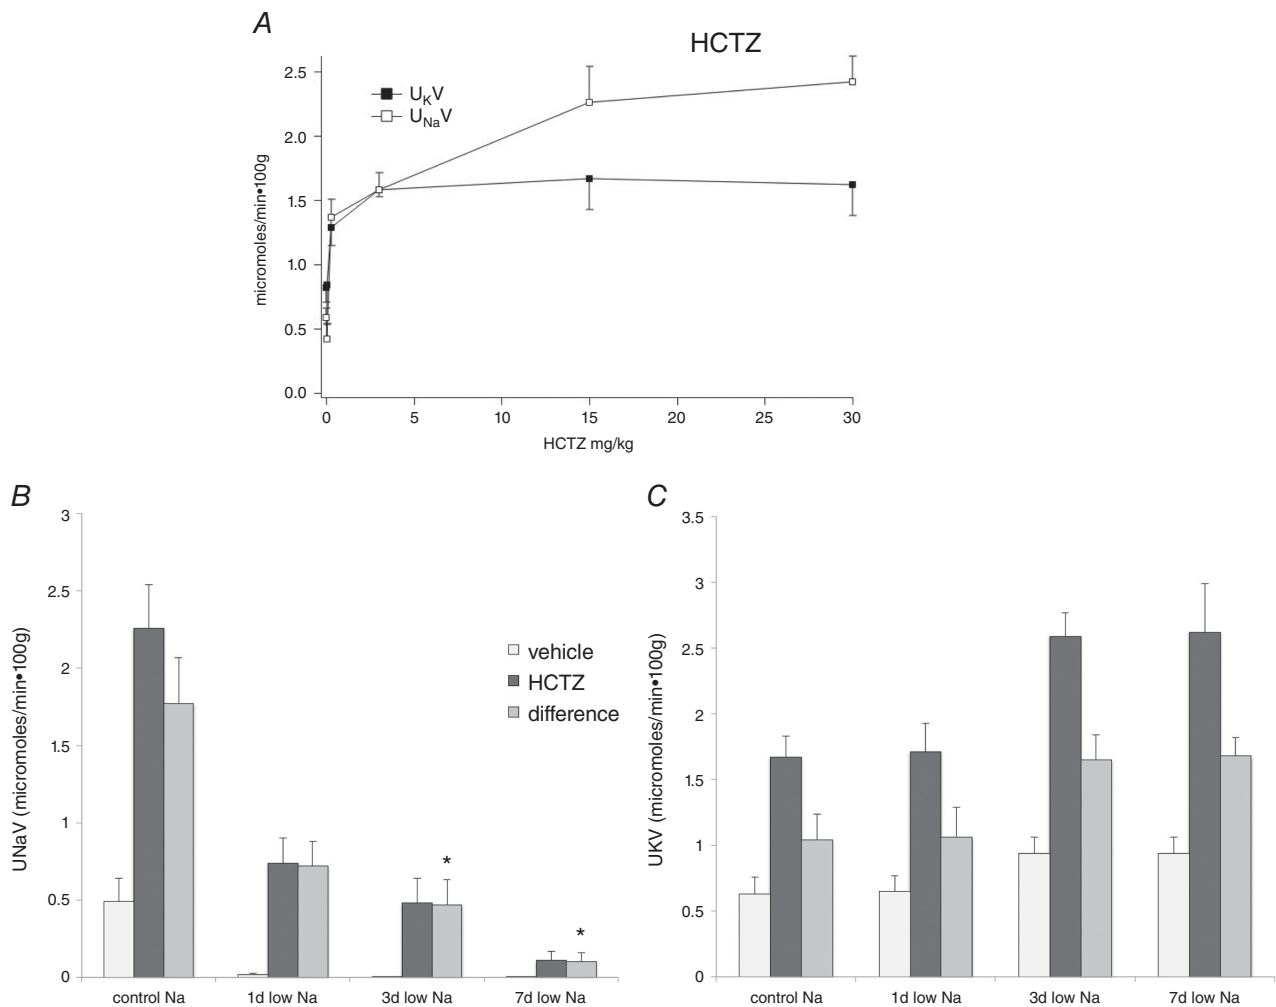 A
HCTZ
UKV
UNaV
2.5
2.0
1.5
1.0
0.5
0.0
micromoles/min•100g
0 5 10 15 20 25 30
HCTZ mg/kg
B
3
2.5
2
1.5
1
0.5
0
UNaV (micromoles/min•100g)
vehicle
HCTZ
difference
*
*
control Na 1d low Na 3d low Na 7d low Na
C
3.5
3
2.5
2
1.5
1
0.5
0
UKV (micromoles/min•100g)
control Na 1d low Na 3d low Na 7d low Na